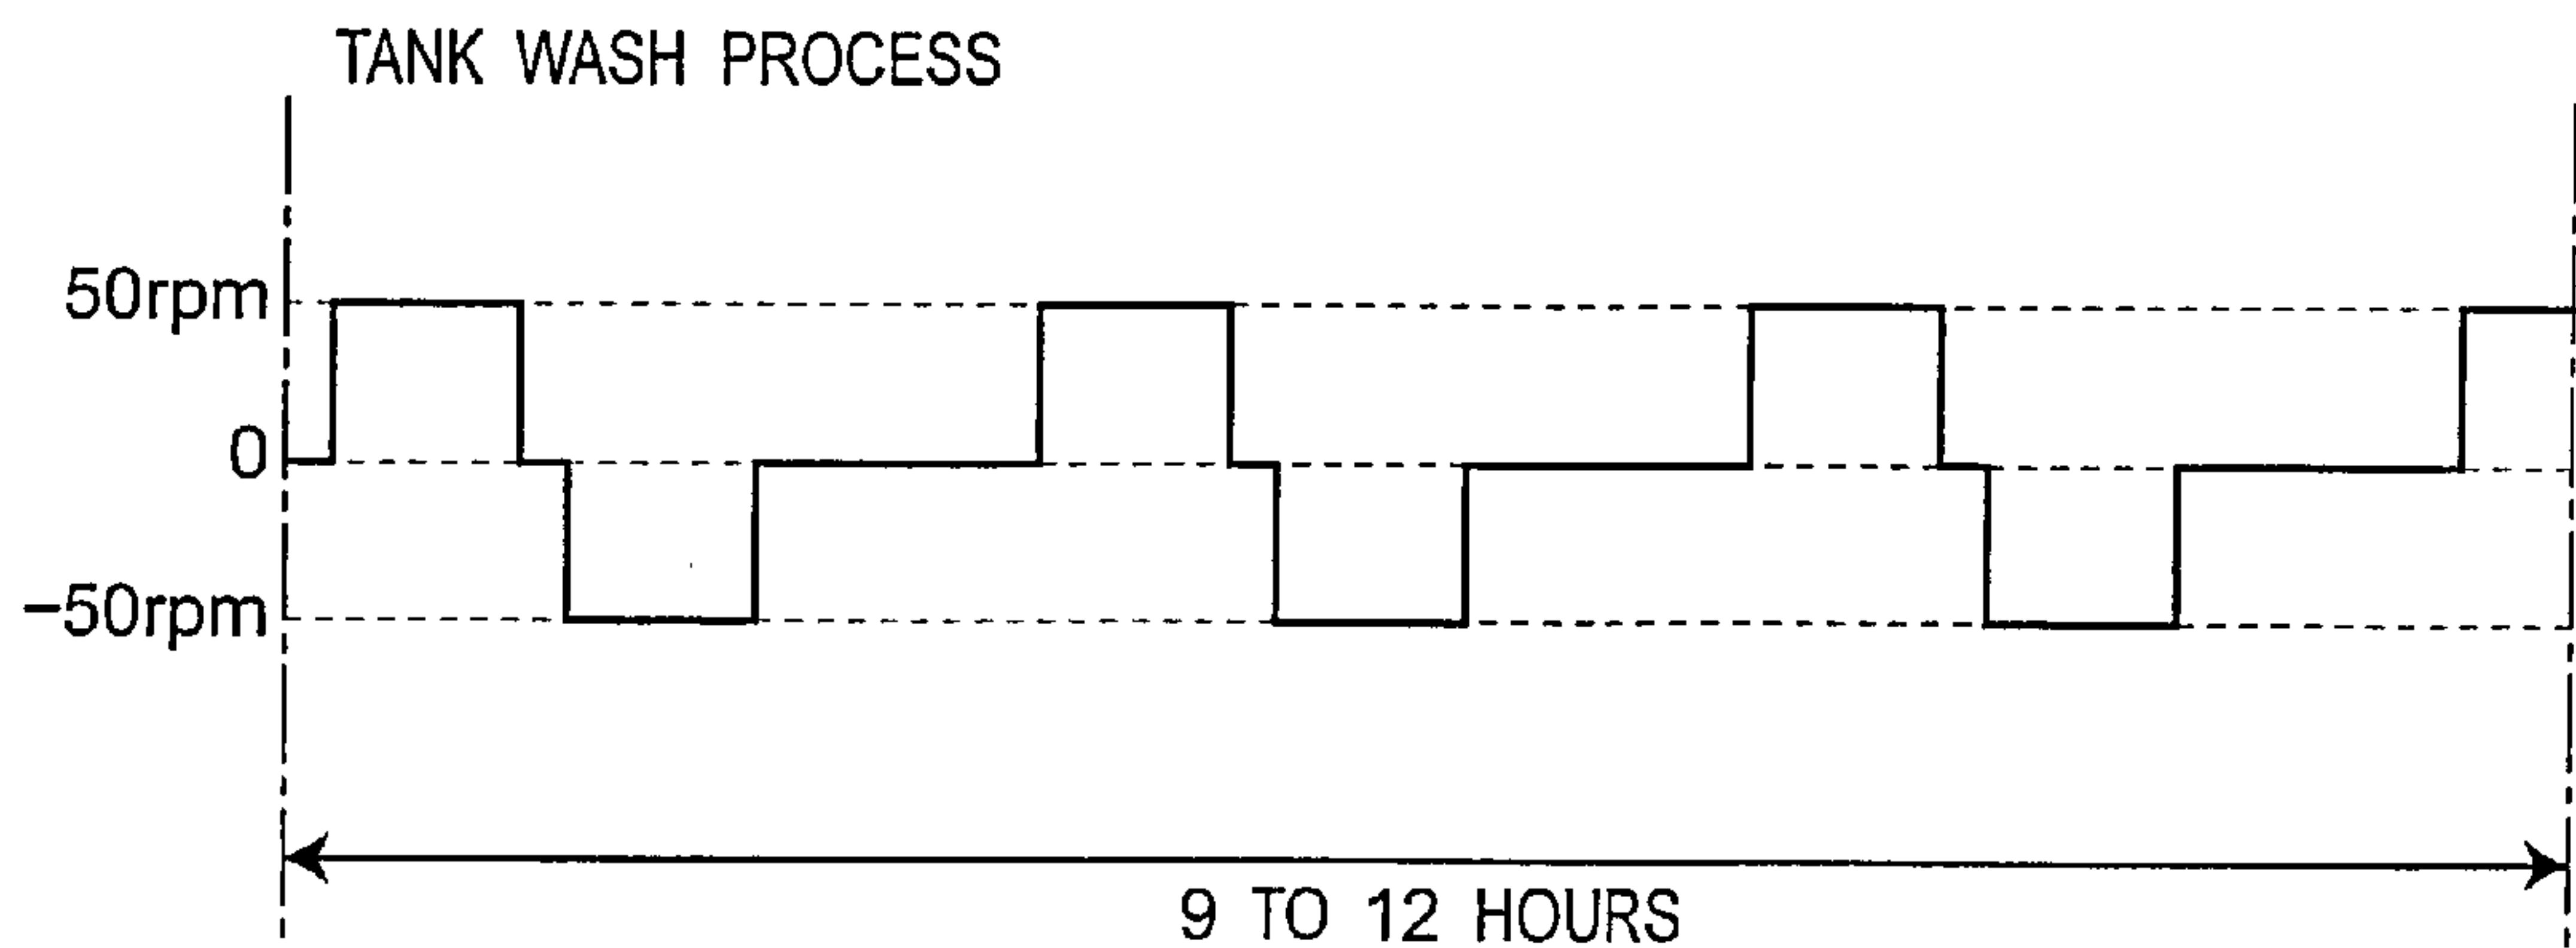 TANK WASH PROCESS
50rpm
0
−50rpm
9 TO 12 HOURS